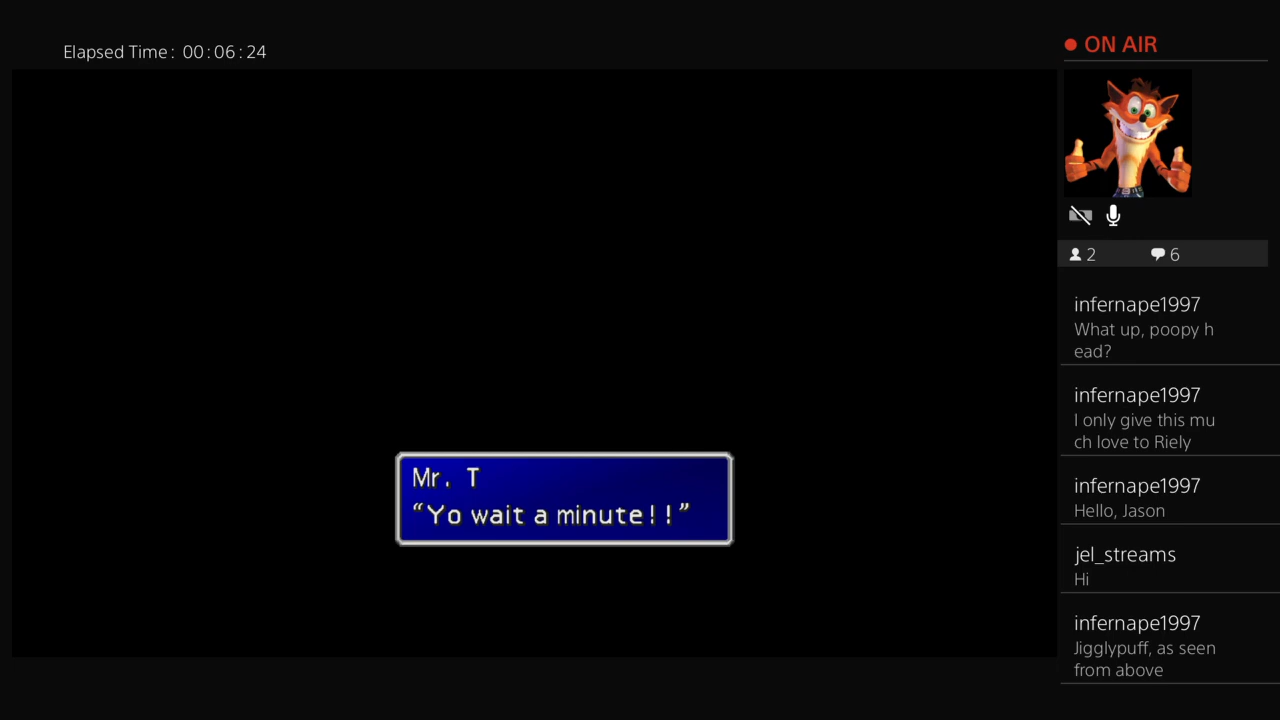 Elapsed Time: 00:06:24
ON AIR
2 6
infernape1997
What up, poopy h
ead?
infernape1997
I only give this mu
ch love to Riely
infernape1997
Hello, Jason
jel_streams
Hi
infernape1997
Jigglypuff, as seen
from above
Mr. T
“Yo wait a minute!!”